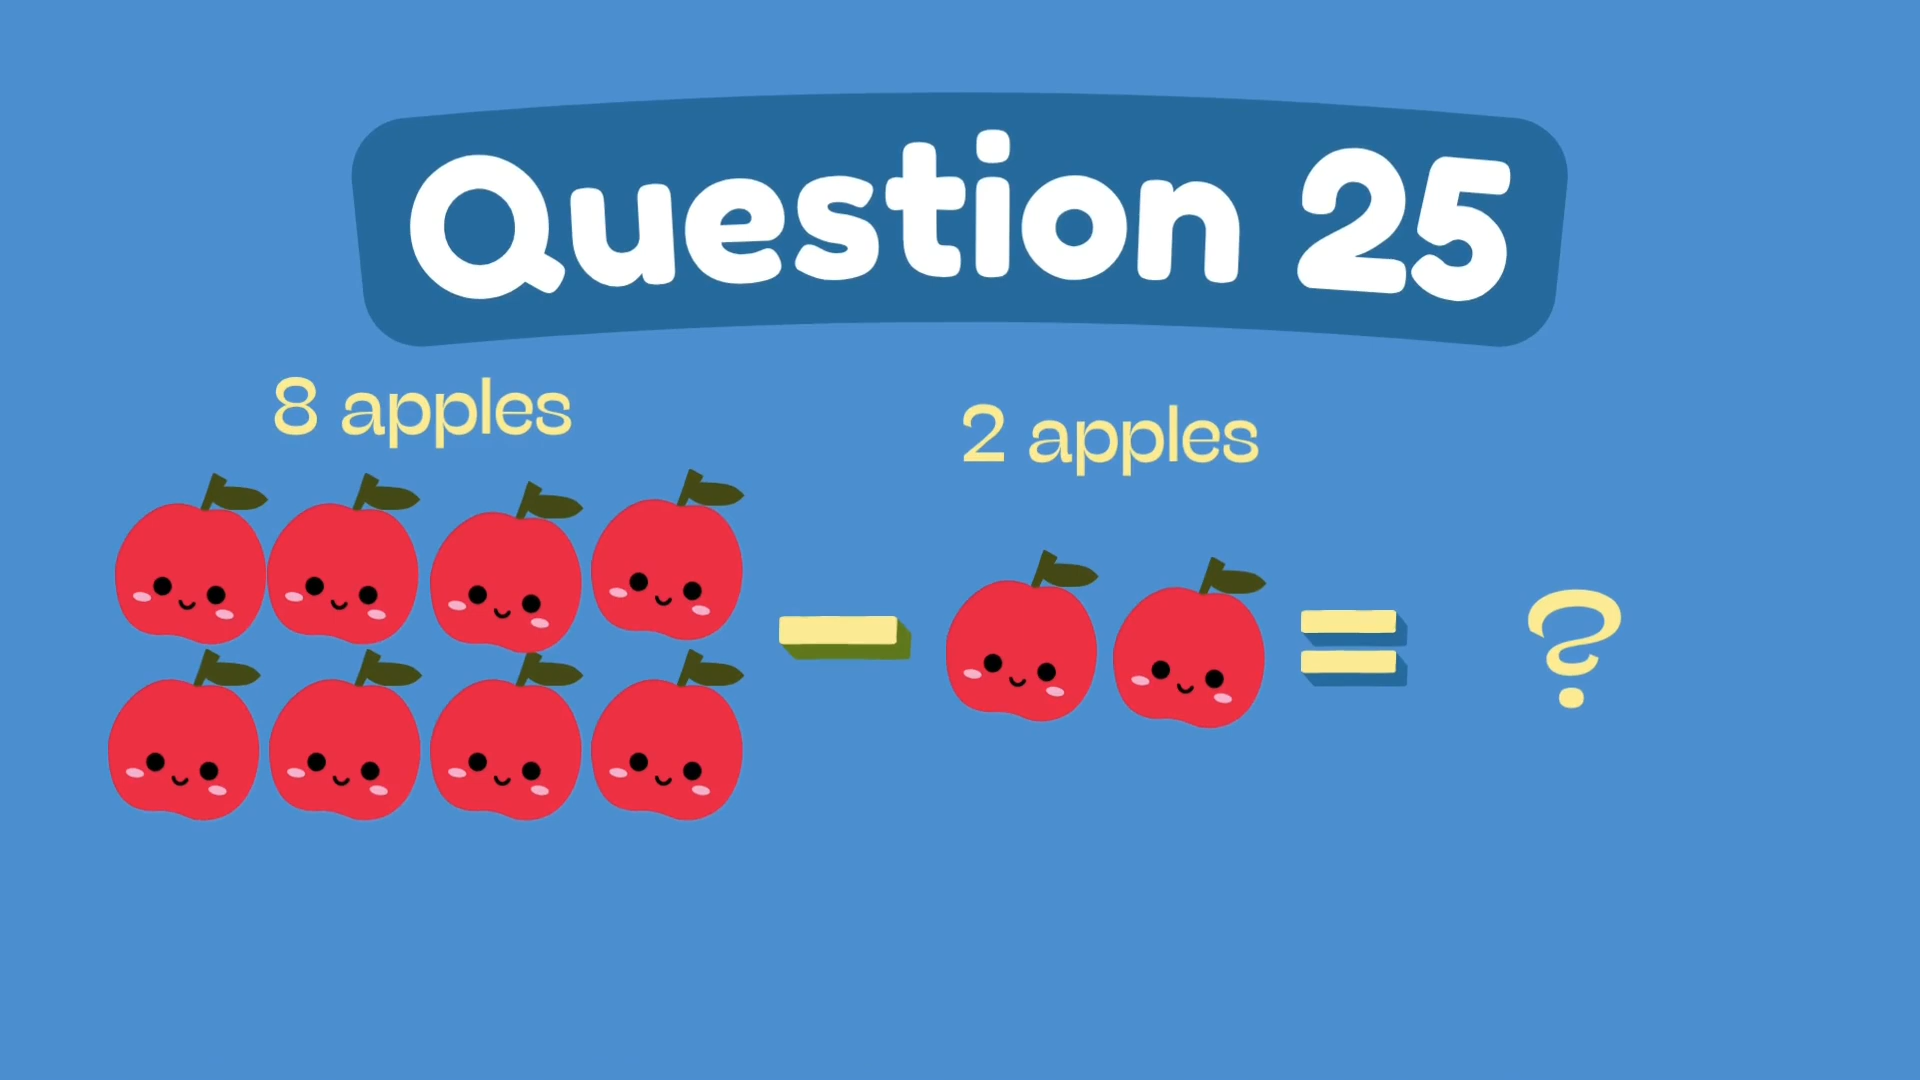 Question 25
8 apples
2 apples
− = ?